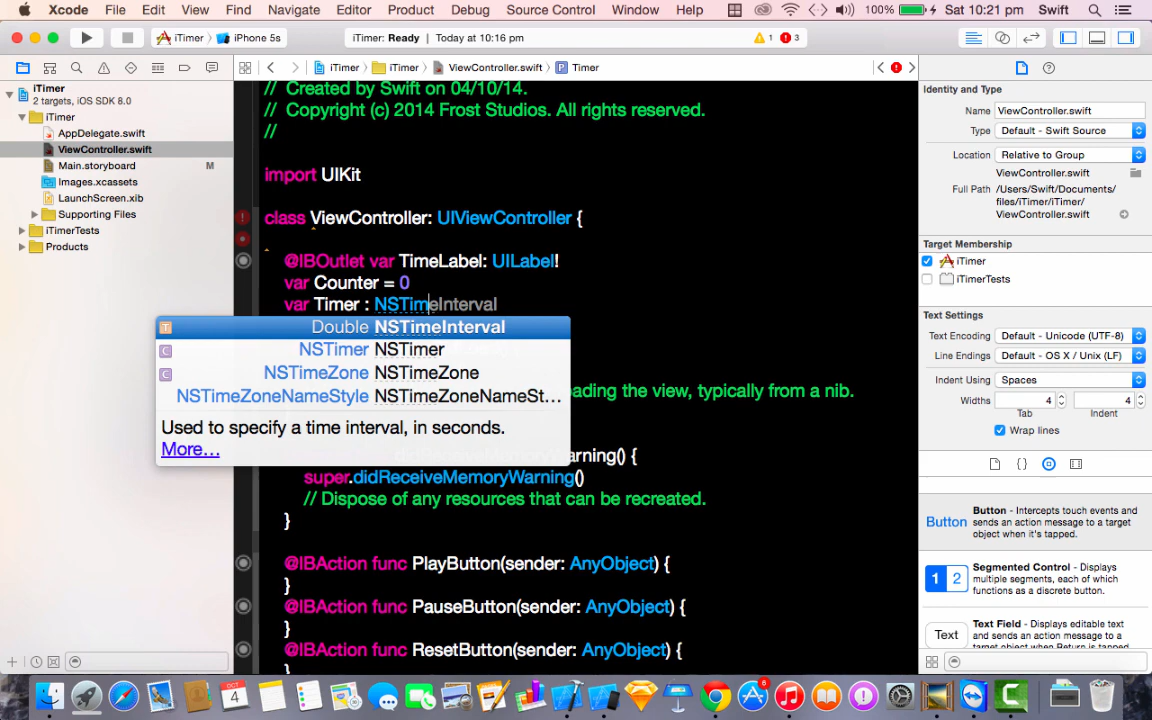 Xcode File Edit View Find Navigate Editor Product Debug Source Control Window Help 100% Sat 10:21 pm Swift
iTimer iPhone 5s iTimer: Ready Today at 10:16 pm 1 3
iTimer iTimer ViewController.swift P Timer
iTimer
2 targets, iOS SDK 8.0
iTimer
AppDelegate.swift
ViewController.swift
Main.storyboard M
Images.xcassets
LaunchScreen.xib
Supporting Files
iTimerTests
Products
// Created by Swift on 04/10/14.
// Copyright (c) 2014 Frost Studios. All rights reserved.
//
import UIKit
class ViewController: UIViewController {
@IBOutlet var TimeLabel: UILabel!
var Counter = 0
var Timer : NSTimeInterval
T Double NSTimeInterval
C NSTimer NSTimer
C NSTimeZone NSTimeZone
NSTimeZoneNameStyle NSTimeZoneNameSt...
Used to specify a time interval, in seconds.
More...
ading the view, typically from a nib.
didReceiveMemoryWarning() {
super.didReceiveMemoryWarning()
// Dispose of any resources that can be recreated.
}
@IBAction func PlayButton(sender: AnyObject) {
}
@IBAction func PauseButton(sender: AnyObject) {
}
@IBAction func ResetButton(sender: AnyObject) {
}
Identity and Type
Name ViewController.swift
Type Default - Swift Source
Location Relative to Group
ViewController.swift
Full Path /Users/Swift/Documents/
files/iTimer/iTimer/
ViewController.swift
Target Membership
iTimer
iTimerTests
Text Settings
Text Encoding Default - Unicode (UTF-8)
Line Endings Default - OS X / Unix (LF)
Indent Using Spaces
Widths 4 4
Tab Indent
Wrap lines
{ }
Button Button - Intercepts touch events and
sends an action message to a target
object when it's tapped.
1 2 Segmented Control - Displays
multiple segments, each of which
functions as a discrete button.
Text Text Field - Displays editable text
and sends an action message to a
target object when Return is tapped
OCT
4
6